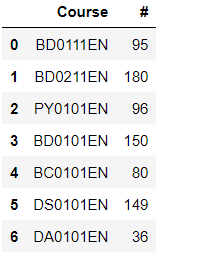 Course #
0 BD0111EN 95
1 BD0211EN 180
2 PY0101EN 96
3 BD0101EN 150
4 BC0101EN 80
5 DS0101EN 149
6 DA0101EN 36